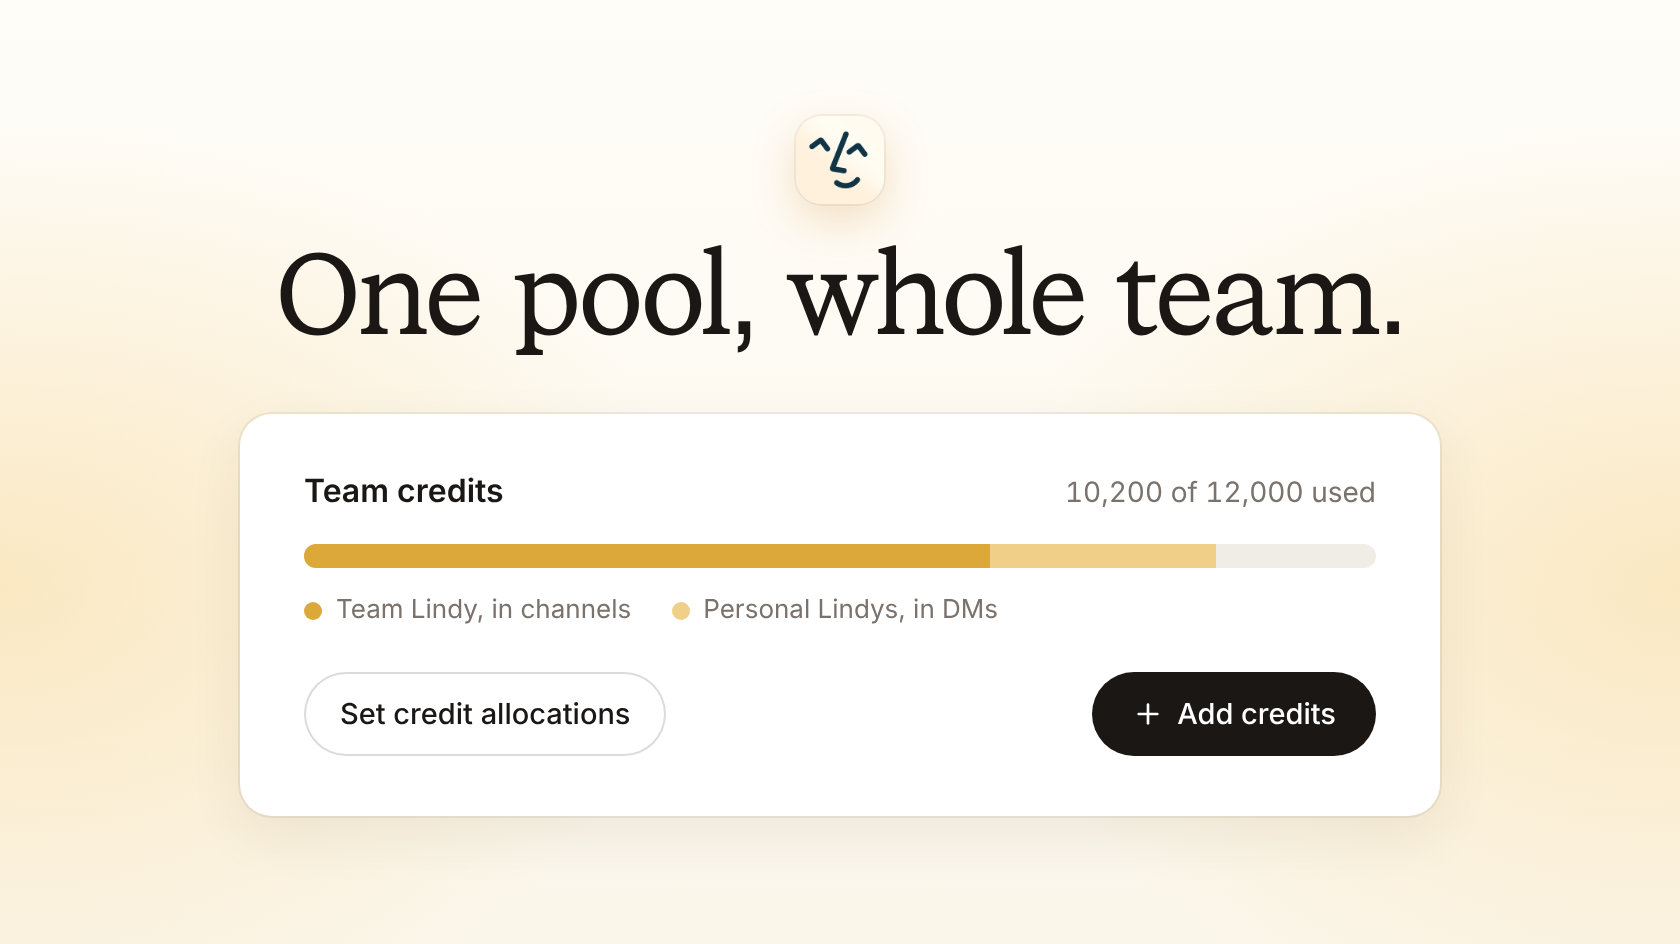 One pool, whole team.
Team credits
10,200 of 12,000 used
Team Lindy, in channels
Personal Lindys, in DMs
Set credit allocations
+ Add credits